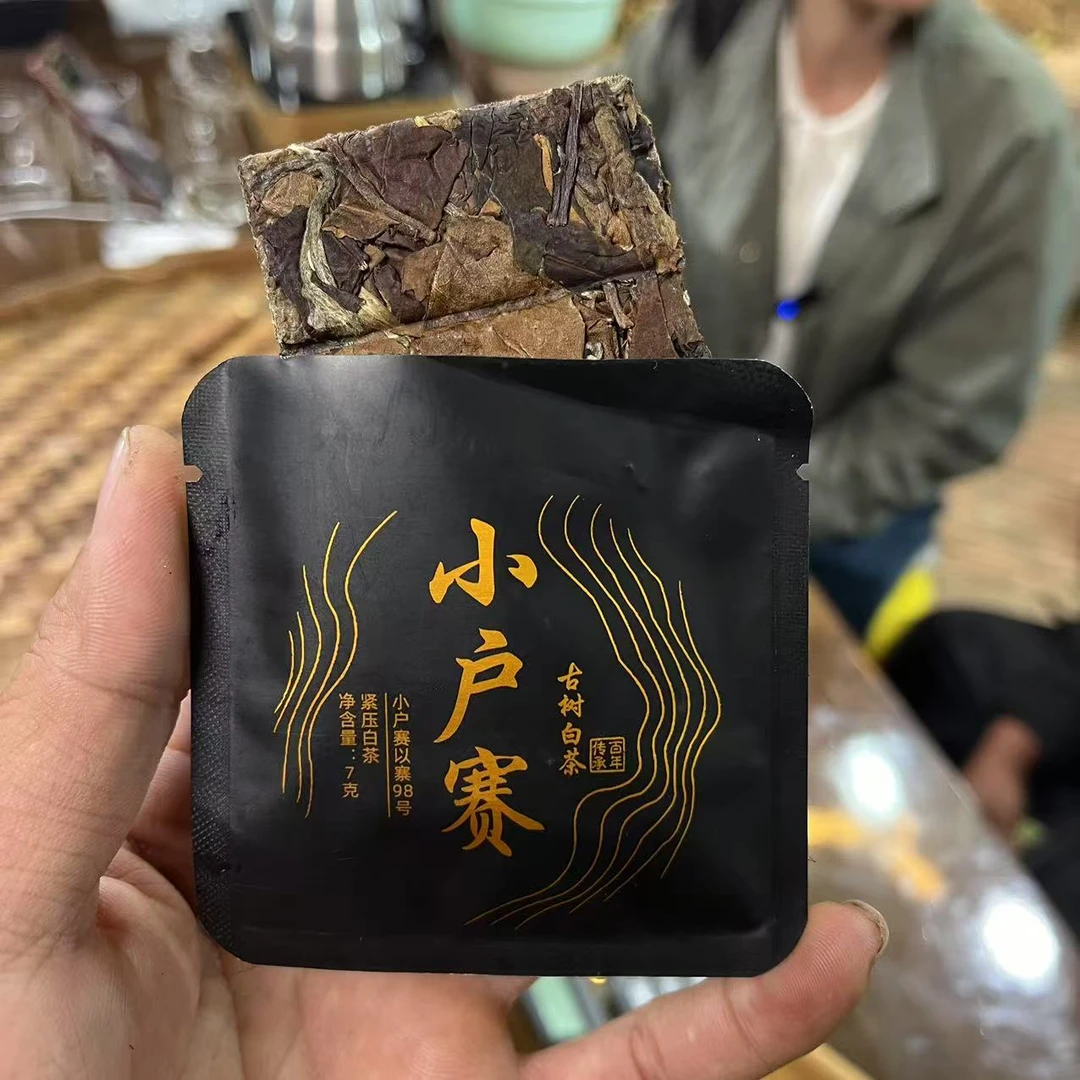 小户赛
古树白茶
百年
传承
小户赛以寨98号
紧压白茶
净含量：7克